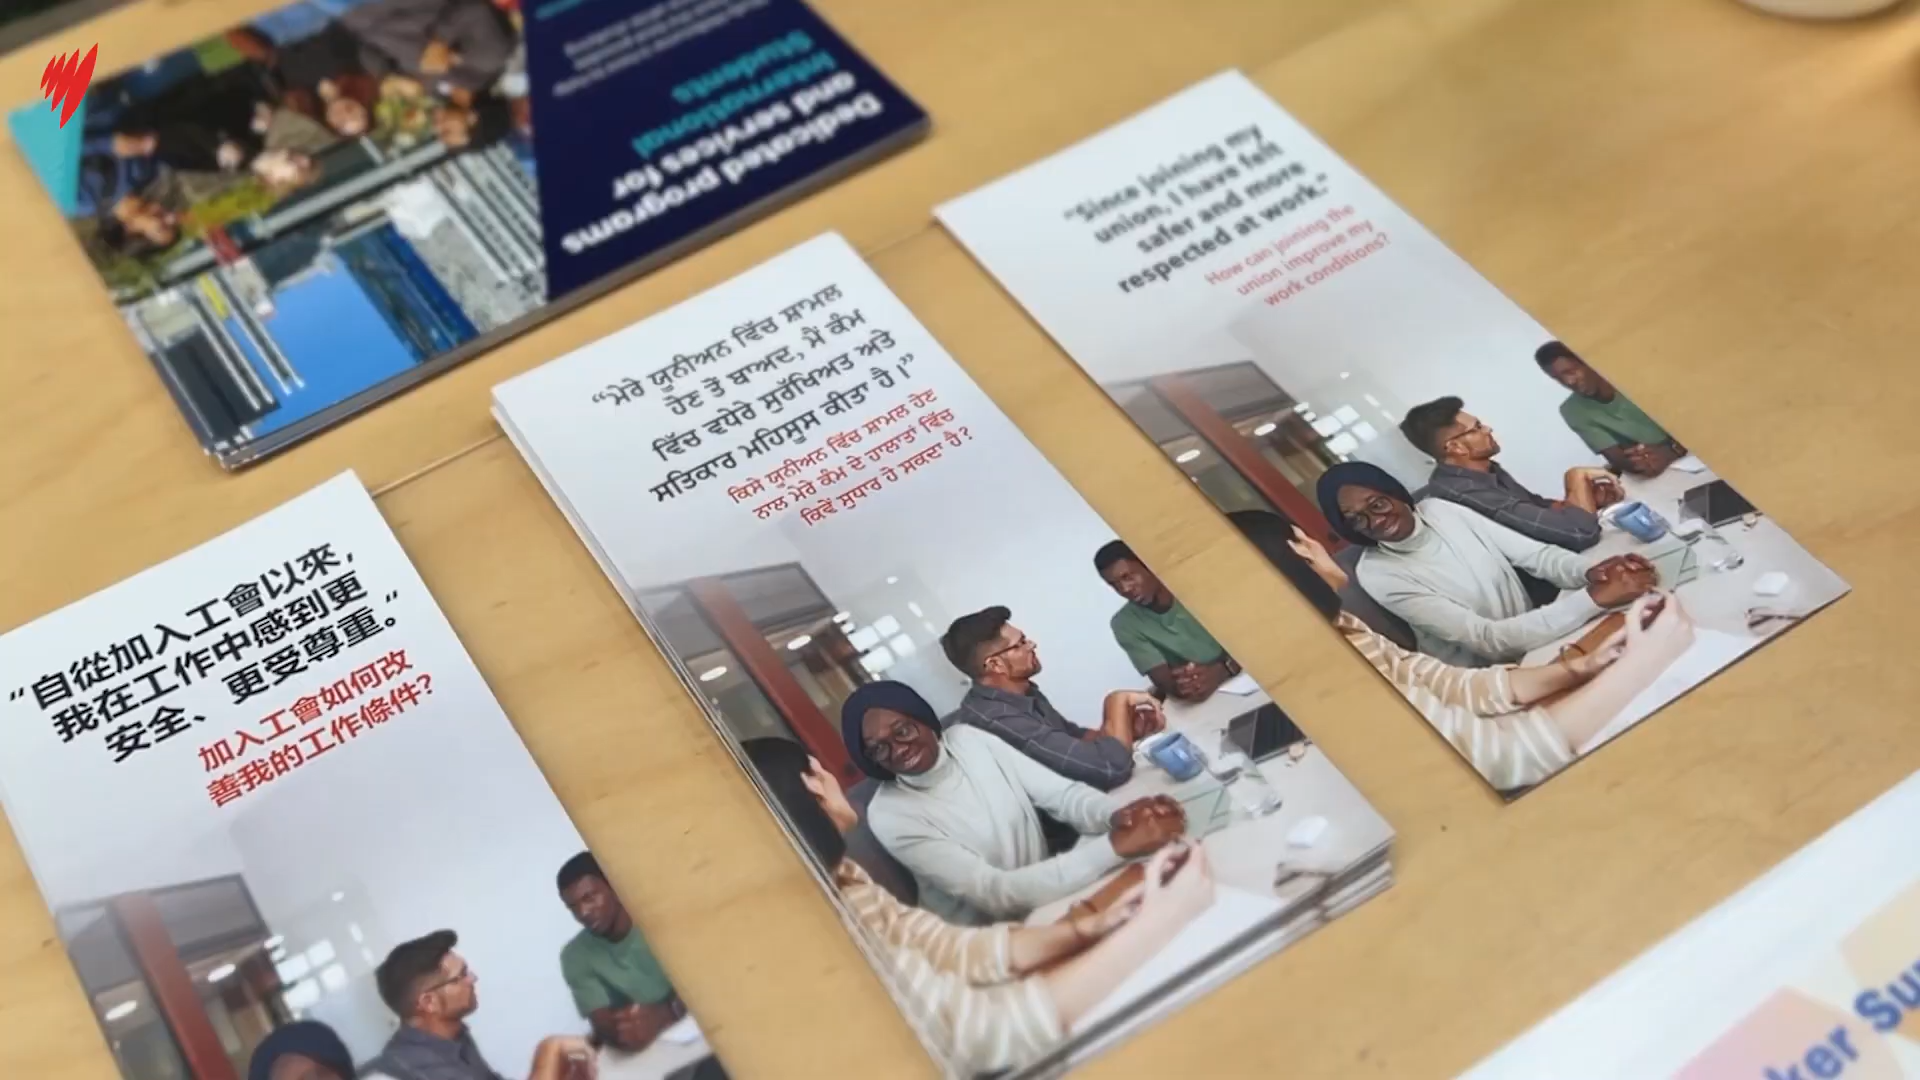 Dedicated programs
and services for
International
Students
"Since joining my
union, I have felt
safer and more
respected at work."
How can joining the
union improve my
work conditions?
“ਮੇਰੇ ਯੂਨੀਅਨ ਵਿੱਚ ਸ਼ਾਮਲ
ਹੋਣ ਤੋਂ ਬਾਅਦ, ਮੈਂ ਕੰਮ
ਵਿੱਚ ਵਧੇਰੇ ਸੁਰੱਖਿਅਤ ਅਤੇ
ਸਤਿਕਾਰ ਮਹਿਸੂਸ ਕੀਤਾ ਹੈ।”
ਕਿਸੇ ਯੂਨੀਅਨ ਵਿੱਚ ਸ਼ਾਮਲ ਹੋਣ
ਨਾਲ ਮੇਰੇ ਕੰਮ ਦੇ ਹਾਲਾਤਾਂ ਵਿੱਚ
ਕਿਵੇਂ ਸੁਧਾਰ ਹੋ ਸਕਦਾ ਹੈ?
“自從加入工會以來，
我在工作中感到更
安全、更受尊重。”
加入工會如何改
善我的工作條件?